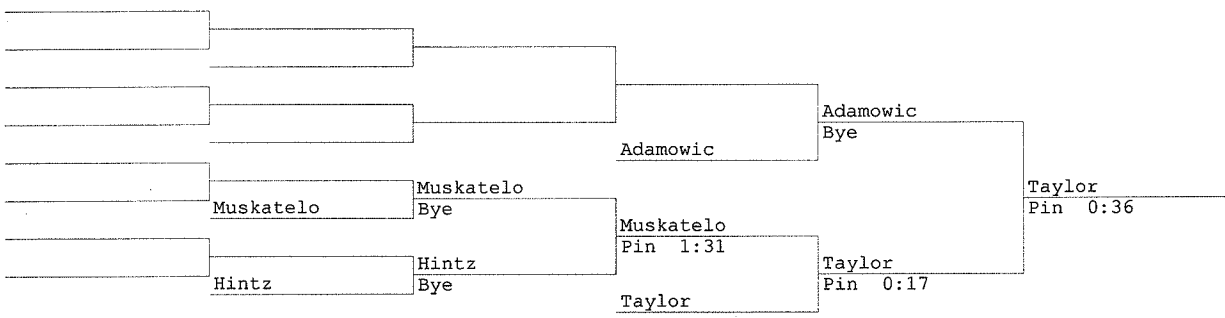 Adamowic
Bye
Adamowic
Taylor
Pin 0:36
Muskatelo
Muskatelo
Bye
Muskatelo
Pin 1:31
Hintz
Hintz
Bye
Taylor
Pin 0:17
Taylor